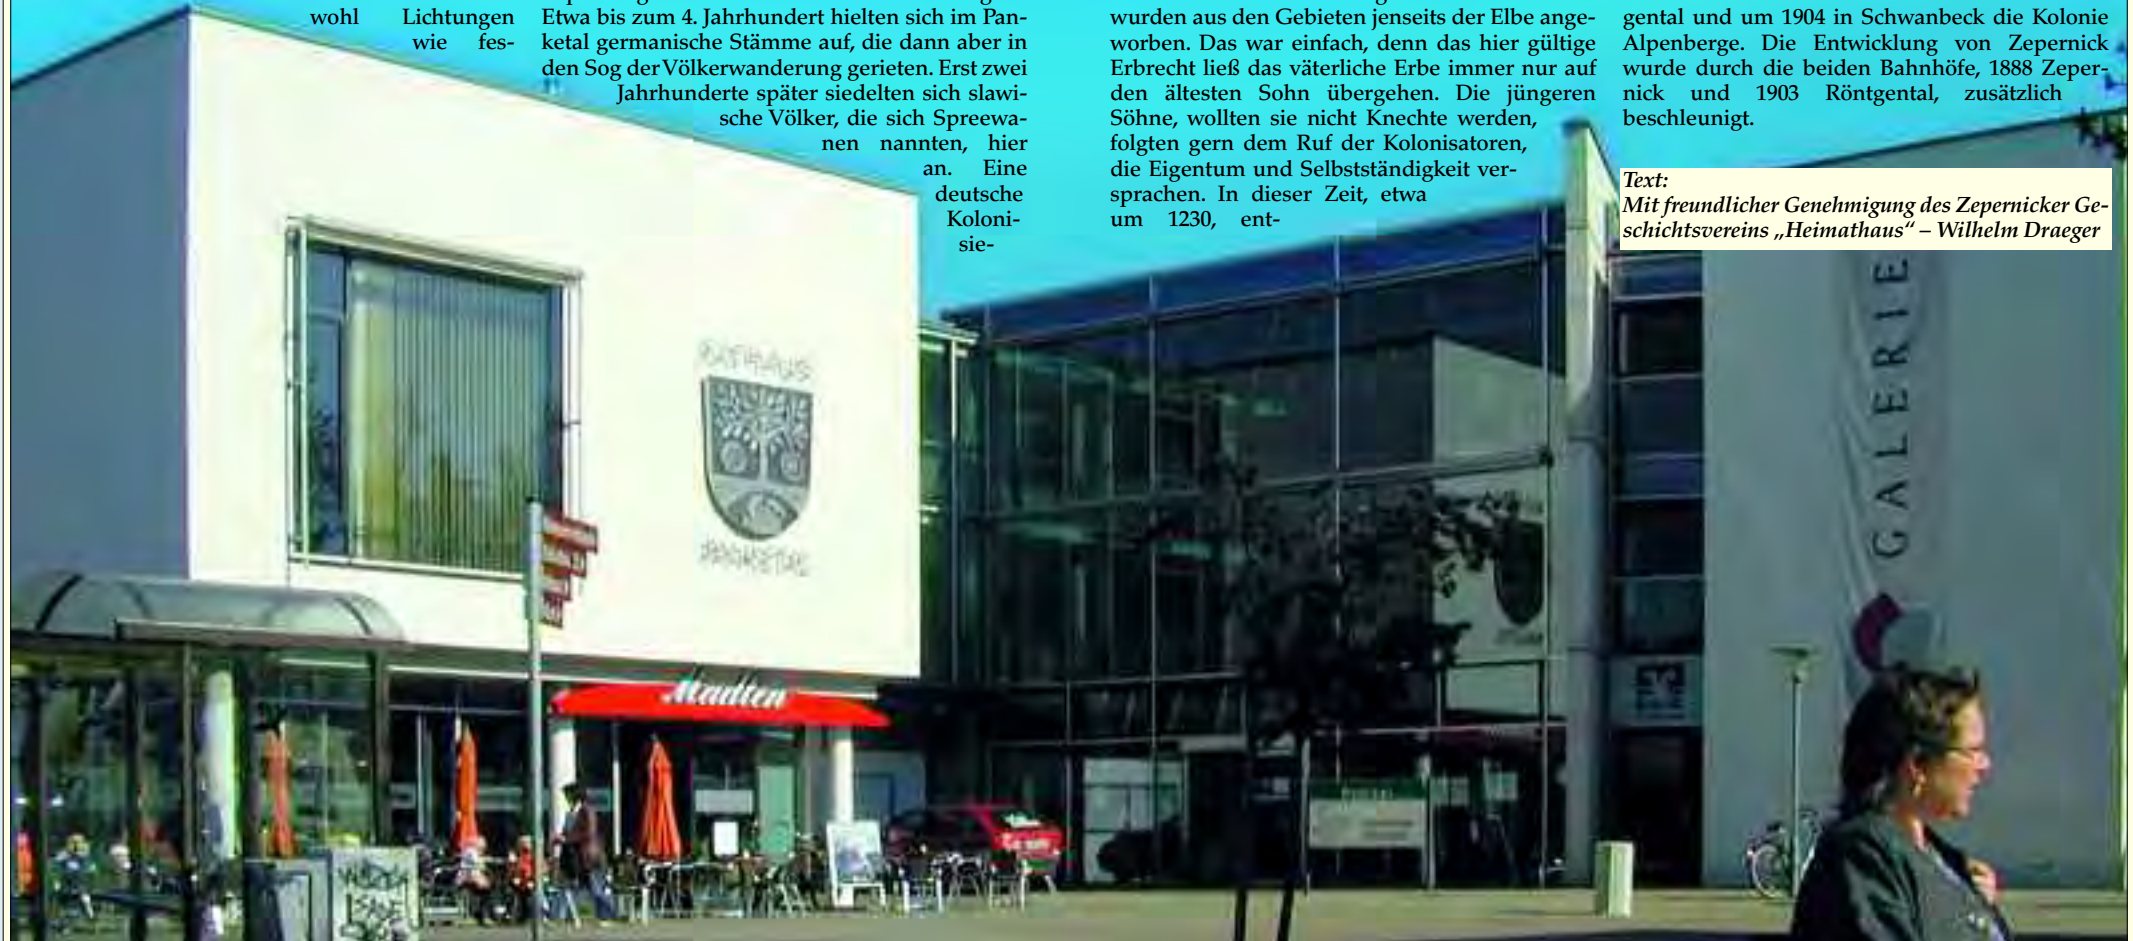 wohl Lichtungen
wie fes-
Etwa bis zum 4. Jahrhundert hielten sich im Pan-
ketal germanische Stämme auf, die dann aber in
den Sog der Völkerwanderung gerieten. Erst zwei
Jahrhunderte später siedelten sich slawi-
sche Völker, die sich Spreewa-
nen nannten, hier
an. Eine
deutsche
Koloni-
sie-
wurden aus den Gebieten jenseits der Elbe ange-
worben. Das war einfach, denn das hier gültige
Erbrecht ließ das väterliche Erbe immer nur auf
den ältesten Sohn übergehen. Die jüngeren
Söhne, wollten sie nicht Knechte werden,
folgten gern dem Ruf der Kolonisatoren,
die Eigentum und Selbstständigkeit ver-
sprachen. In dieser Zeit, etwa
um 1230, ent-
gental und um 1904 in Schwanbeck die Kolonie
Alpenberge. Die Entwicklung von Zepernick
wurde durch die beiden Bahnhöfe, 1888 Zeper-
nick und 1903 Röntgental, zusätzlich
beschleunigt.
Text:
Mit freundlicher Genehmigung des Zepernicker Ge-
schichtsvereins „Heimathaus“ – Wilhelm Draeger
RATHAUS
PANKETAL
GALERIE
Madlen